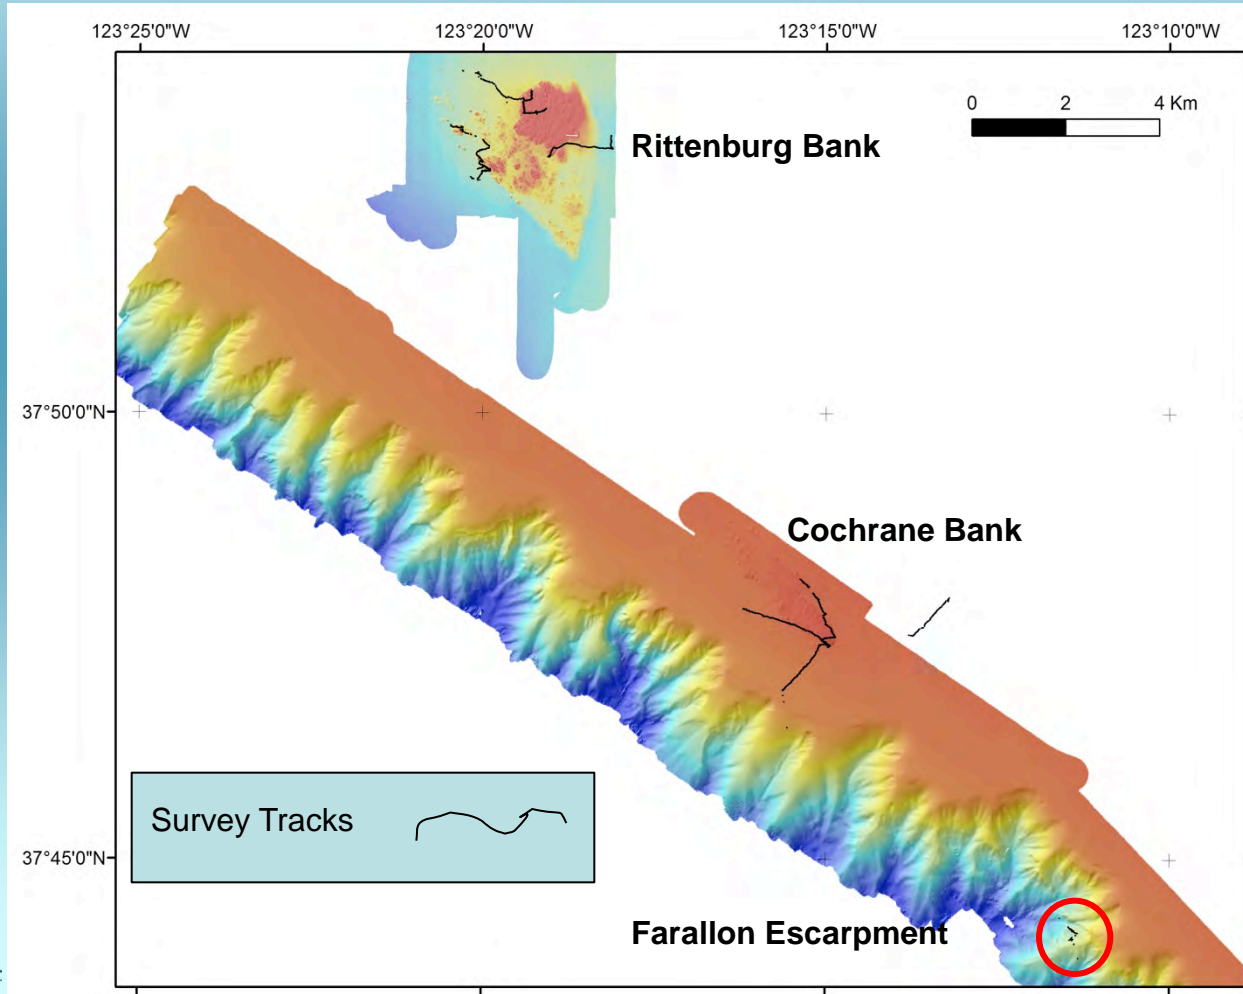 123°25'0"W 123°20'0"W 123°15'0"W 123°10'0"W
0 2 4 Km
Rittenburg Bank
37°50'0"N
Cochrane Bank
Survey Tracks
37°45'0"N
Farallon Escarpment